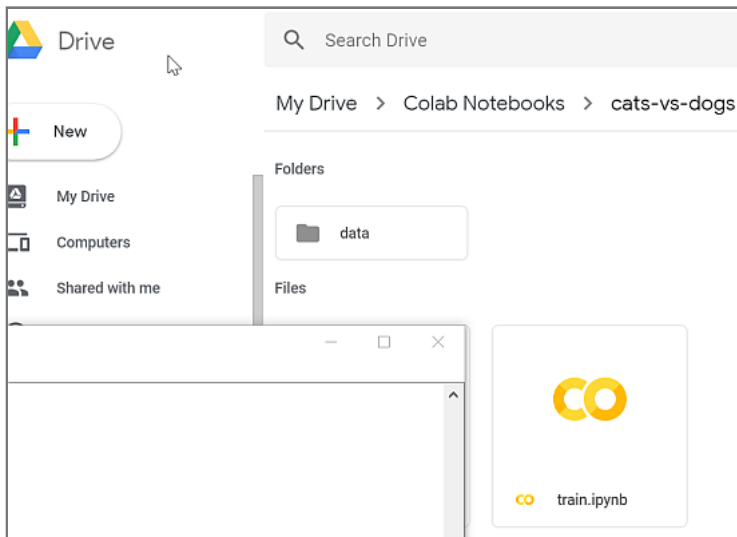 Drive
Search Drive
My Drive > Colab Notebooks > cats-vs-dogs
New
Folders
My Drive
data
Computers
Shared with me
Files
CO
CO train.ipynb